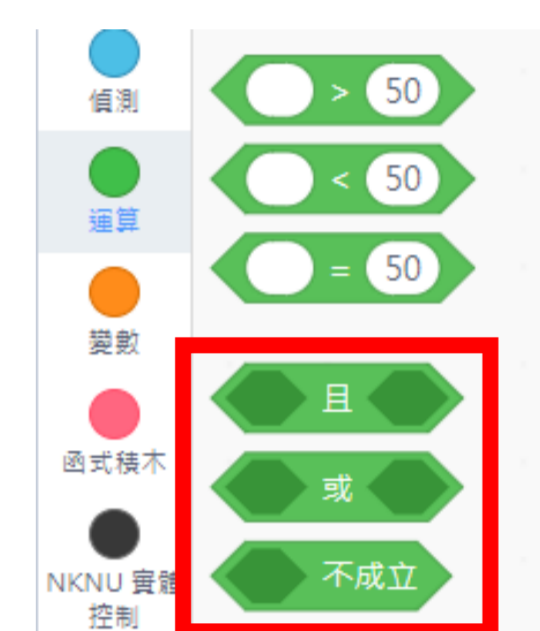 偵測
運算
變數
函式積木
NKNU 實體
控制
> 50
< 50
= 50
且
或
不成立